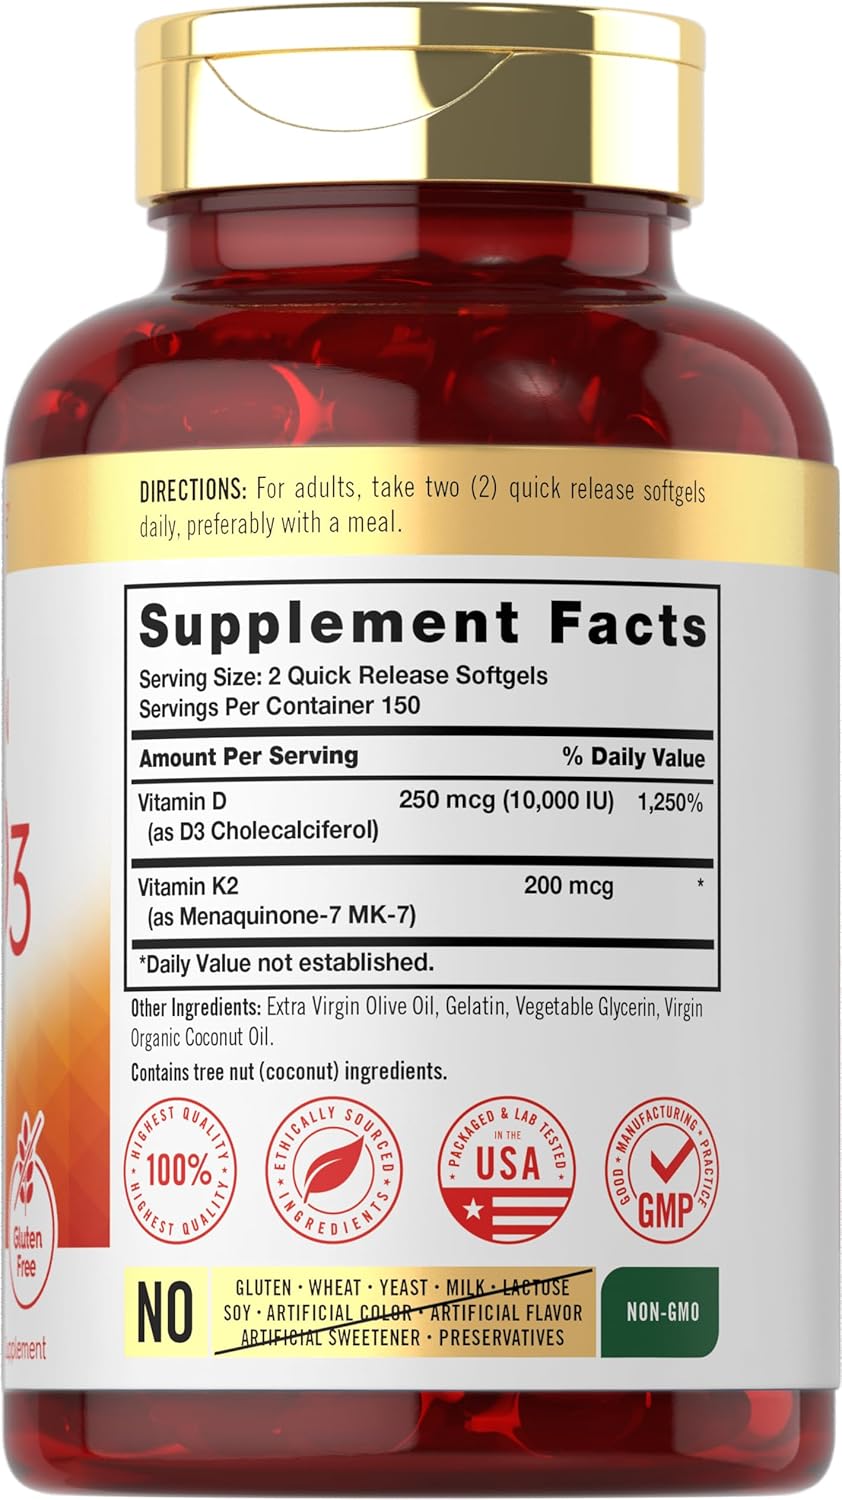 DIRECTIONS: For adults, take two (2) quick release softgels
daily, preferably with a meal.
Supplement Facts
Serving Size: 2 Quick Release Softgels
Servings Per Container 150
Amount Per Serving % Daily Value
Vitamin D 250 mcg (10,000 IU) 1,250%
(as D3 Cholecalciferol)
Vitamin K2 200 mcg *
(as Menaquinone-7 MK-7)
*Daily Value not established.
Other Ingredients: Extra Virgin Olive Oil, Gelatin, Vegetable Glycerin, Virgin
Organic Coconut Oil.
Contains tree nut (coconut) ingredients.
3
Gluten
Free
• HIGHEST QUALITY •
100%
HIGHEST QUALITY
ETHICALLY SOURCED
INGREDIENTS
• PACKAGED & LAB TESTED •
IN THE
USA
GOOD • MANUFACTURING • PRACTICE
GMP
NO
GLUTEN • WHEAT • YEAST • MILK • LACTOSE
SOY • ARTIFICIAL COLOR • ARTIFICIAL FLAVOR
ARTIFICIAL SWEETENER • PRESERVATIVES
NON-GMO